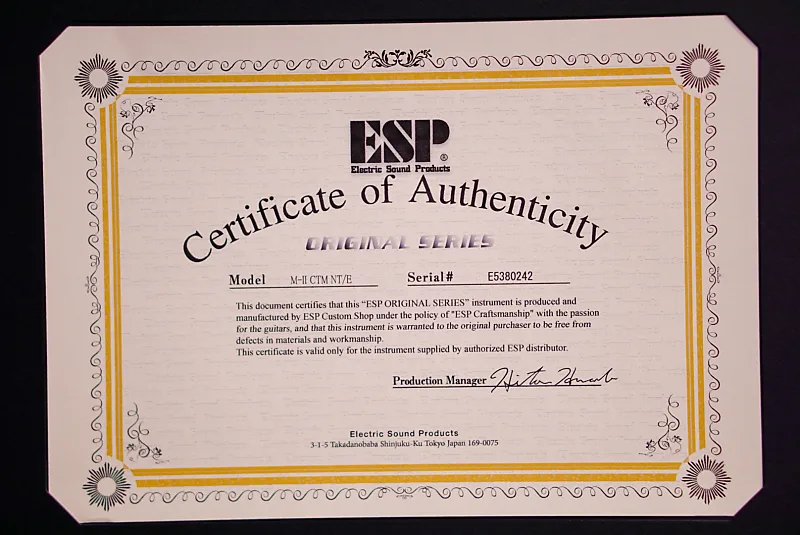 ESP®
Electric Sound Products
Certificate of Authenticity
ORIGINAL SERIES
Model M-II CTM NT/E Serial# E5380242
This document certifies that this "ESP ORIGINAL SERIES" instrument is produced and
manufactured by ESP Custom Shop under the policy of "ESP Craftsmanship" with the passion
for the guitars, and that this instrument is warranted to the original purchaser to be free from
defects in materials and workmanship.
This certificate is valid only for the instrument supplied by authorized ESP distributor.
Production Manager
Electric Sound Products
3-1-5 Takadanobaba Shinjuku-Ku Tokyo Japan 169-0075